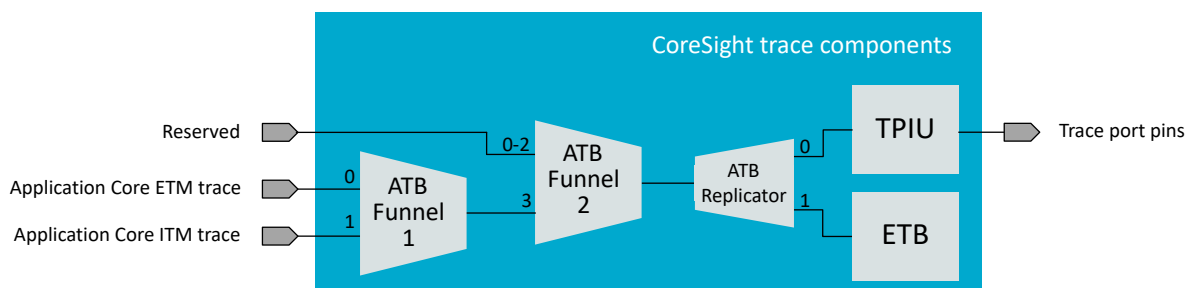 CoreSight trace components
Reserved
0-2
ATB
Funnel
2
TPIU
0
Trace port pins
Application Core ETM trace
0
ATB
Funnel
1
3
ATB
Replicator
1
Application Core ITM trace
1
ETB